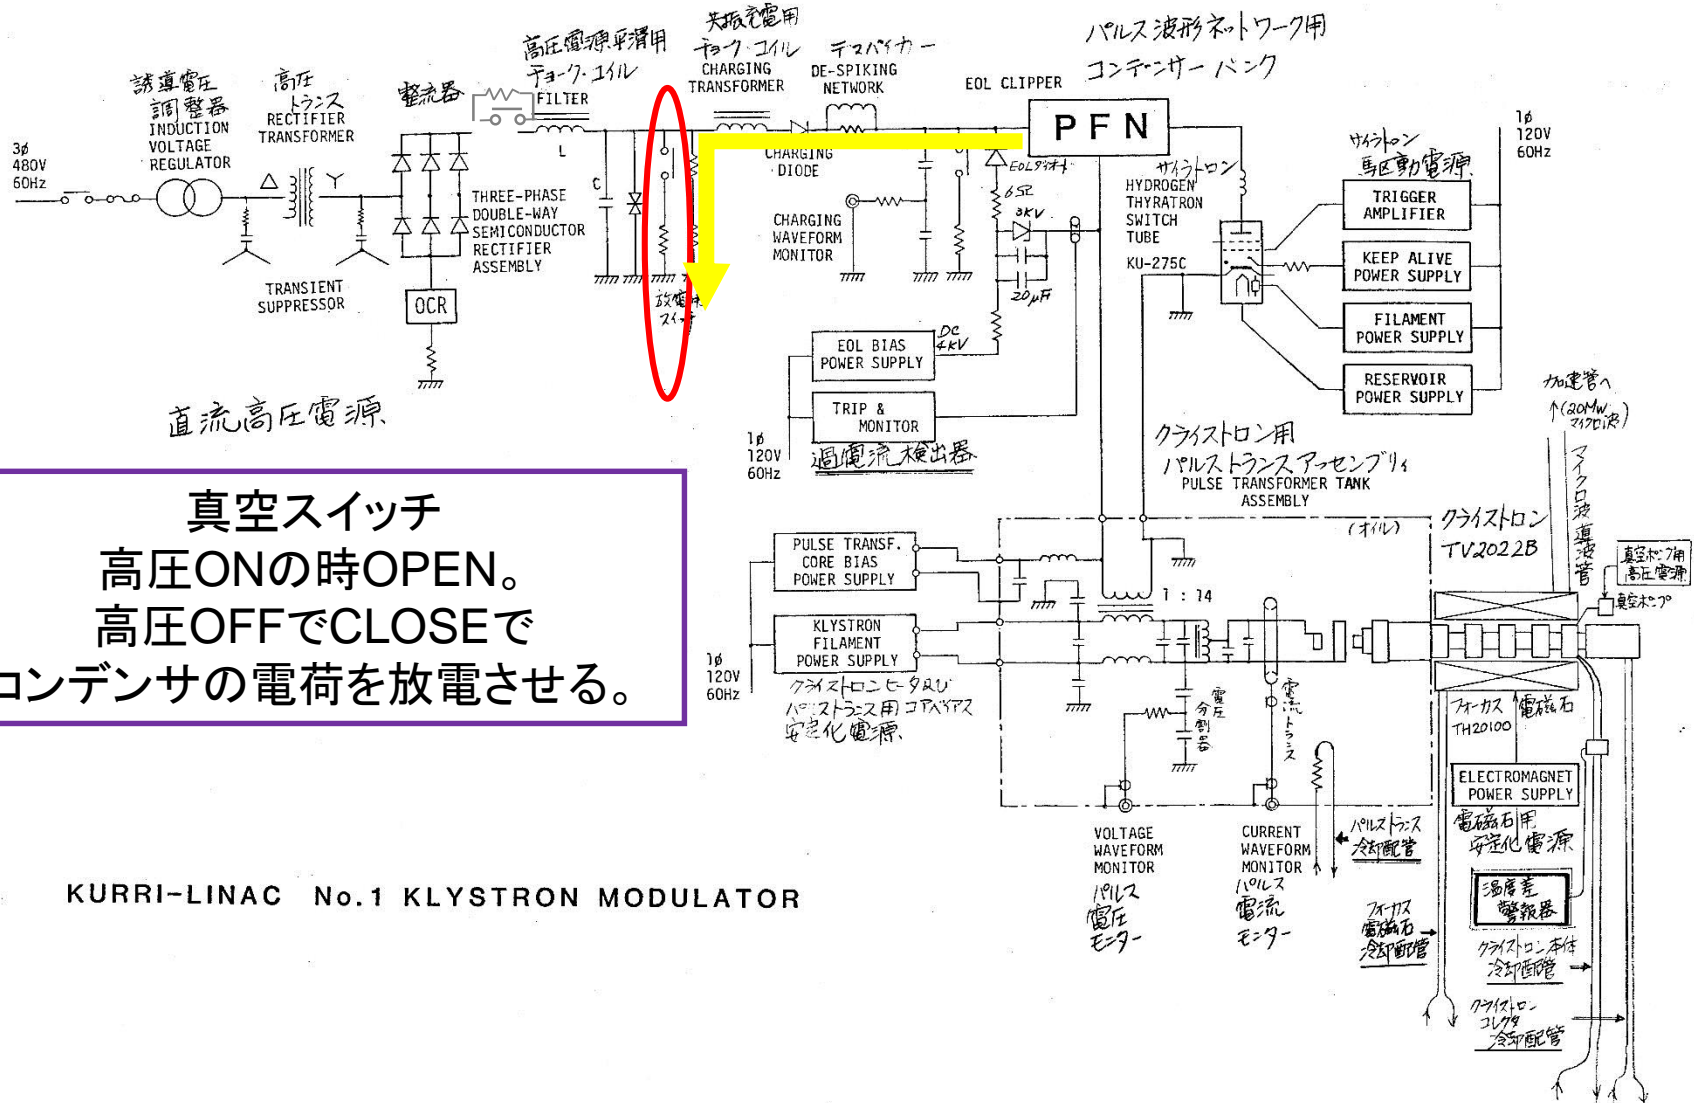 誘導電圧
調整器
INDUCTION
VOLTAGE
REGULATOR
高圧
トランス
RECTIFIER
TRANSFORMER
整流器
高圧電源平滑用
チョーク・コイル
FILTER
共振充電用
チョーク・コイル
CHARGING
TRANSFORMER
デスパイカー
DE-SPIKING
NETWORK
EOL CLIPPER
パルス波形ネットワーク用
コンデンサーバンク
PFN
3φ
480V
60Hz
Δ
Y
L
C
THREE-PHASE
DOUBLE-WAY
SEMICONDUCTOR
RECTIFIER
ASSEMBLY
TRANSIENT
SUPPRESSOR
OCR
直流高圧電源
スイッチ
CHARGING
DIODE
CHARGING
WAVEFORM
MONITOR
EOLダイオード
6Ω
3KV
20μF
DC
4KV
EOL BIAS
POWER SUPPLY
TRIP &
MONITOR
過電流検出器
1φ
120V
60Hz
サイラトロン
HYDROGEN
THYRATRON
SWITCH
TUBE
KU-275C
サイラトロン
駆動電源
1φ
120V
60Hz
TRIGGER
AMPLIFIER
KEEP ALIVE
POWER SUPPLY
FILAMENT
POWER SUPPLY
RESERVOIR
POWER SUPPLY
加速管へ
(20MW
マイクロ波)
マイクロ波導波管
クライストロン用
パルストランスアッセンブリィ
PULSE TRANSFORMER TANK
ASSEMBLY
(オイル)
クライストロン
TV2022B
真空ポンプ用
高圧電源
真空ポンプ
真空スイッチ
高圧ONの時OPEN。
高圧OFFでCLOSEで
コンデンサの電荷を放電させる。
PULSE TRANSF.
CORE BIAS
POWER SUPPLY
KLYSTRON
FILAMENT
POWER SUPPLY
1φ
120V
60Hz
クライストロンヒータ及び
パルストランス用コアバイアス
安定化電源
1 : 14
電圧分割器
電流トランス
フォーカス電磁石
TH20100
ELECTROMAGNET
POWER SUPPLY
電磁石用
安定化電源
温度差
警報器
VOLTAGE
WAVEFORM
MONITOR
パルス
電圧
モニター
CURRENT
WAVEFORM
MONITOR
パルス
電流
モニター
パルストランス
冷却配管
フォーカス
電磁石
冷却配管
クライストロン本体
冷却配管
クライストロン
コレクタ
冷却配管
KURRI-LINAC No.1 KLYSTRON MODULATOR